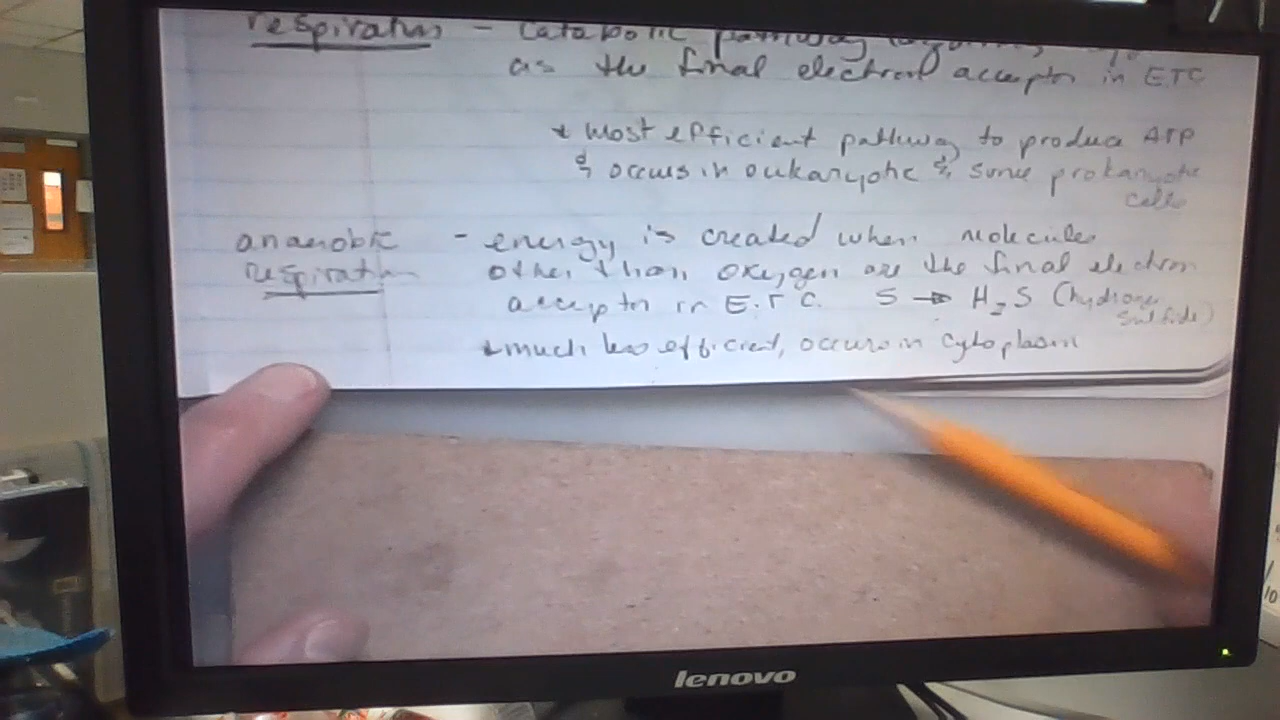 respiration - catabolic pathway
as the final electron acceptor in ETC
* most efficient pathway to produce ATP
& occurs in eukaryotic & some prokaryotic
cells
anaerobic - energy is created when molecules
respiration other than oxygen are the final electron
acceptor in E.T.C. S → H2S (hydrogen
sulfide)
* much less efficient, occurs in cytoplasm
lenovo